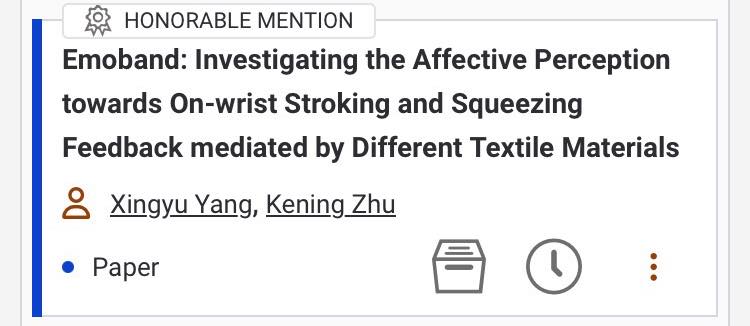 HONORABLE MENTION
Emoband: Investigating the Affective Perception
towards On-wrist Stroking and Squeezing
Feedback mediated by Different Textile Materials
Xingyu Yang, Kening Zhu
• Paper